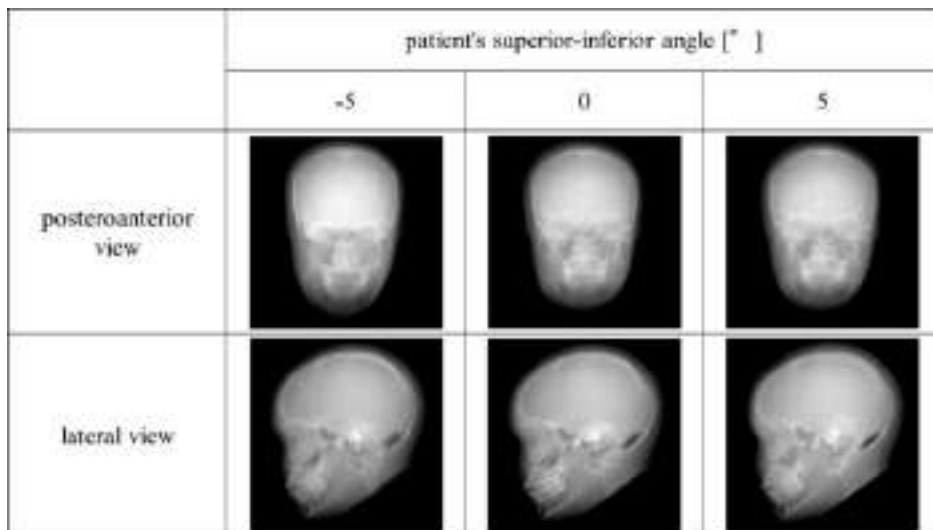 patient's superior-inferior angle [° ]
-5 0 5
posteroanterior
view
lateral view